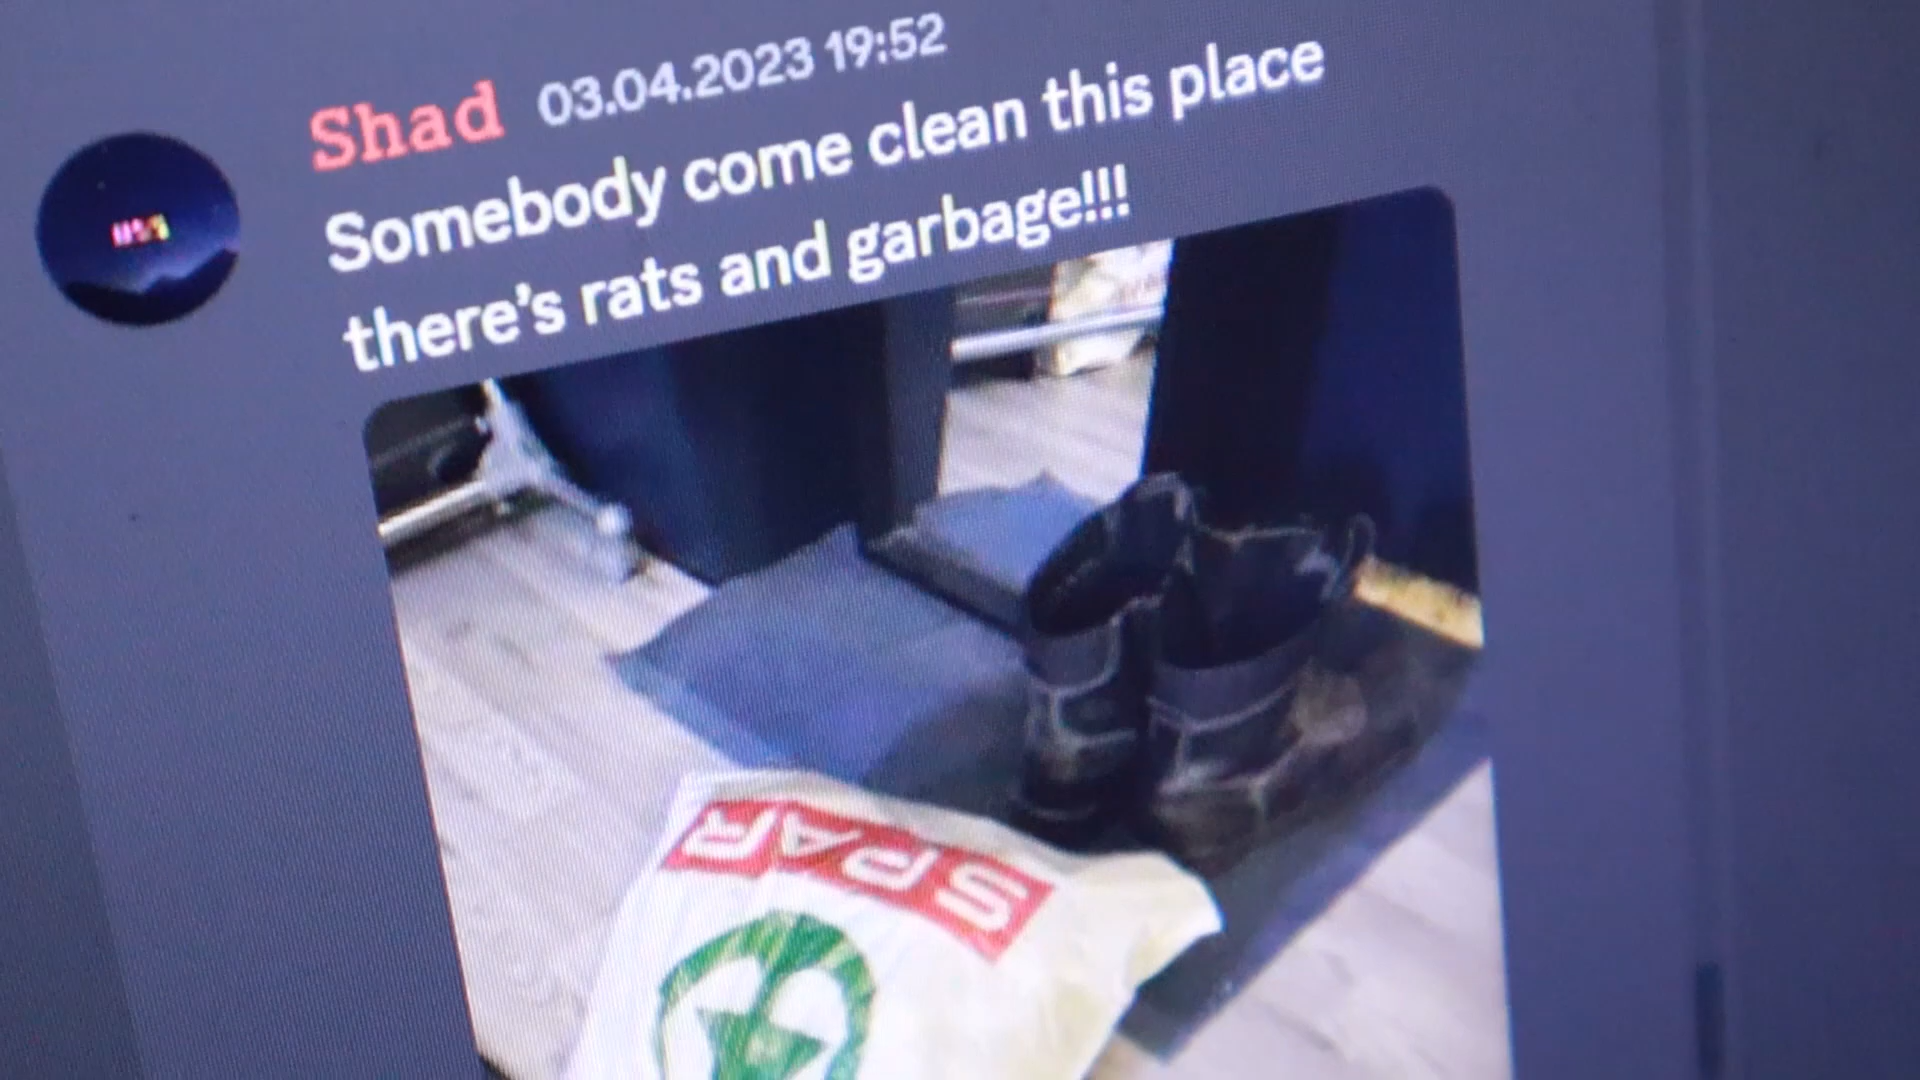 Shad 03.04.2023 19:52
Somebody come clean this place
there's rats and garbage!!!
SPAR